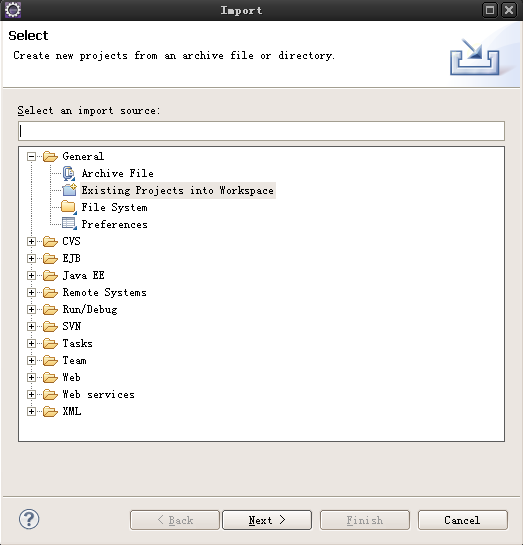 Import
Select
Create new projects from an archive file or directory.
Select an import source:
General
Archive File
Existing Projects into Workspace
File System
Preferences
CVS
EJB
Java EE
Remote Systems
Run/Debug
SVN
Tasks
Team
Web
Web services
XML
? < Back Next > Finish Cancel